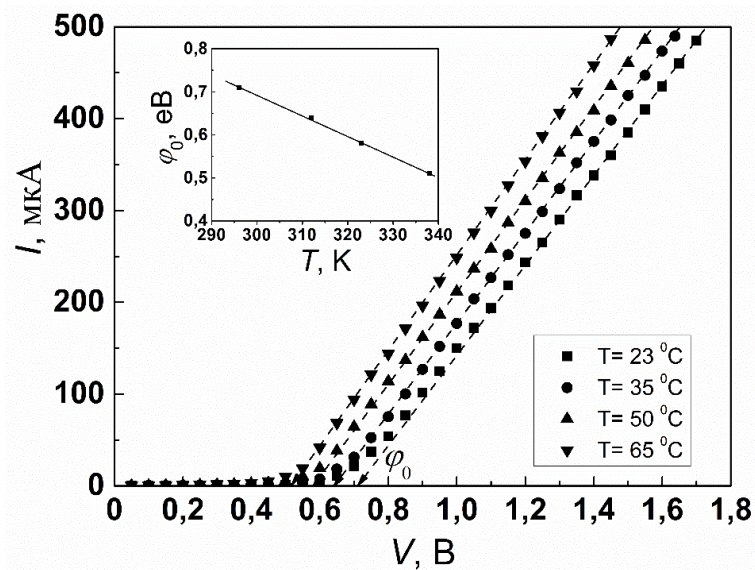 500
400
300
200
100
0
I, мкА
0 0,2 0,4 0,6 0,8 1,0 1,2 1,4 1,6 1,8
V, В
φ₀
0,8
0,7
0,6
0,5
0,4
φ₀, еВ
290 300 310 320 330 340
T, K
T= 23 ⁰C
T= 35 ⁰C
T= 50 ⁰C
T= 65 ⁰C